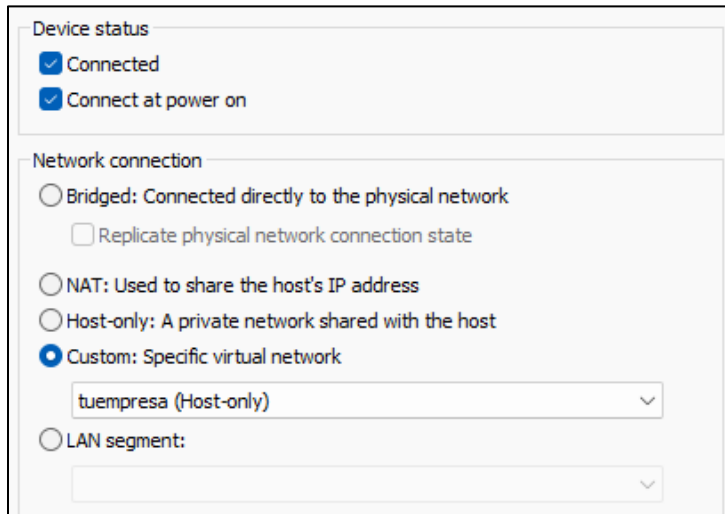 Device status
Connected
Connect at power on
Network connection
Bridged: Connected directly to the physical network
Replicate physical network connection state
NAT: Used to share the host's IP address
Host-only: A private network shared with the host
Custom: Specific virtual network
tuempresa (Host-only)
LAN segment: